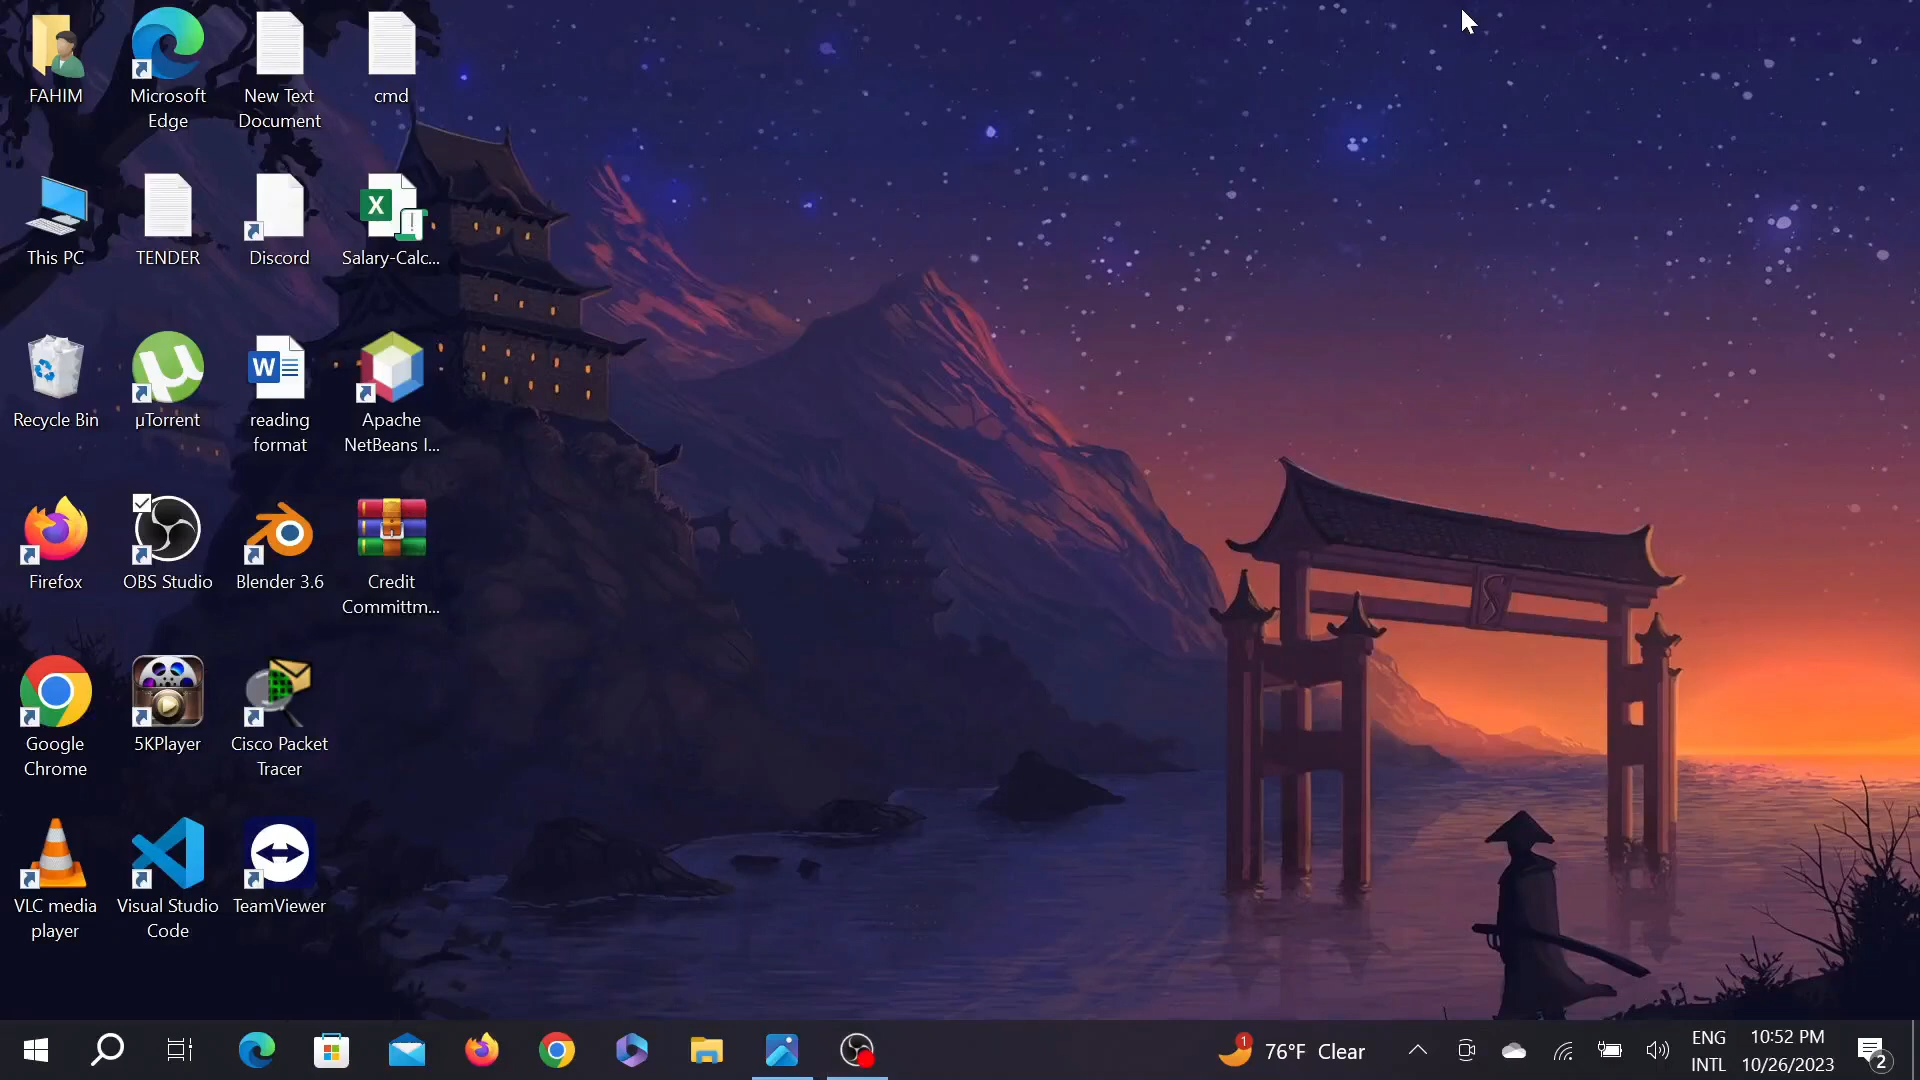 FAHIM
Microsoft
Edge
New Text
Document
cmd
This PC
TENDER
Discord
X
Salary-Calc...
Recycle Bin
µ
µTorrent
W
reading
format
Apache
NetBeans I...
Firefox
OBS Studio
Blender 3.6
Credit
Committm...
Google
Chrome
5KPlayer
Cisco Packet
Tracer
VLC media
player
Visual Studio
Code
TeamViewer
1
76°F Clear
ENG
INTL
10:52 PM
10/26/2023
2